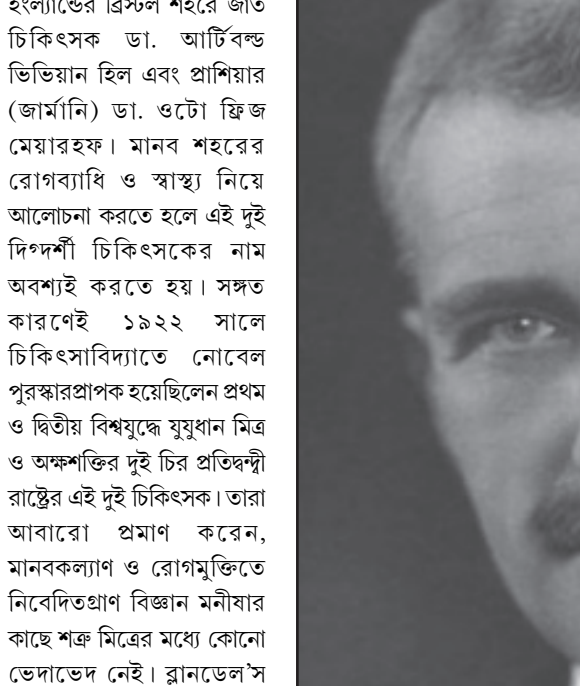 ইংল্যান্ডের ব্রিস্টল শহরে জাত
চিকিৎসক ডা. আর্টিবল্ড
ভিভিয়ান হিল এবং প্রাশিয়ার
(জার্মানি) ডা. ওটো ফ্রিজ
মেয়ারহফ। মানব শহরের
রোগব্যাধি ও স্বাস্থ্য নিয়ে
আলোচনা করতে হলে এই দুই
দিগ্দর্শী চিকিৎসকের নাম
অবশ্যই করতে হয়। সঙ্গত
কারণেই ১৯২২ সালে
চিকিৎসাবিদ্যাতে নোবেল
পুরস্কারপ্রাপক হয়েছিলেন প্রথম
ও দ্বিতীয় বিশ্বযুদ্ধে যুযুধান মিত্র
ও অক্ষশক্তির দুই চির প্রতিদ্বন্দ্বী
রাষ্ট্রের এই দুই চিকিৎসক। তারা
আবারো প্রমাণ করেন,
মানবকল্যাণ ও রোগমুক্তিতে
নিবেদিতগ্রাণ বিজ্ঞান মনীষার
কাছে শত্রু মিত্রের মধ্যে কোনো
ভেদাভেদ নেই। ব্লানডেল’স